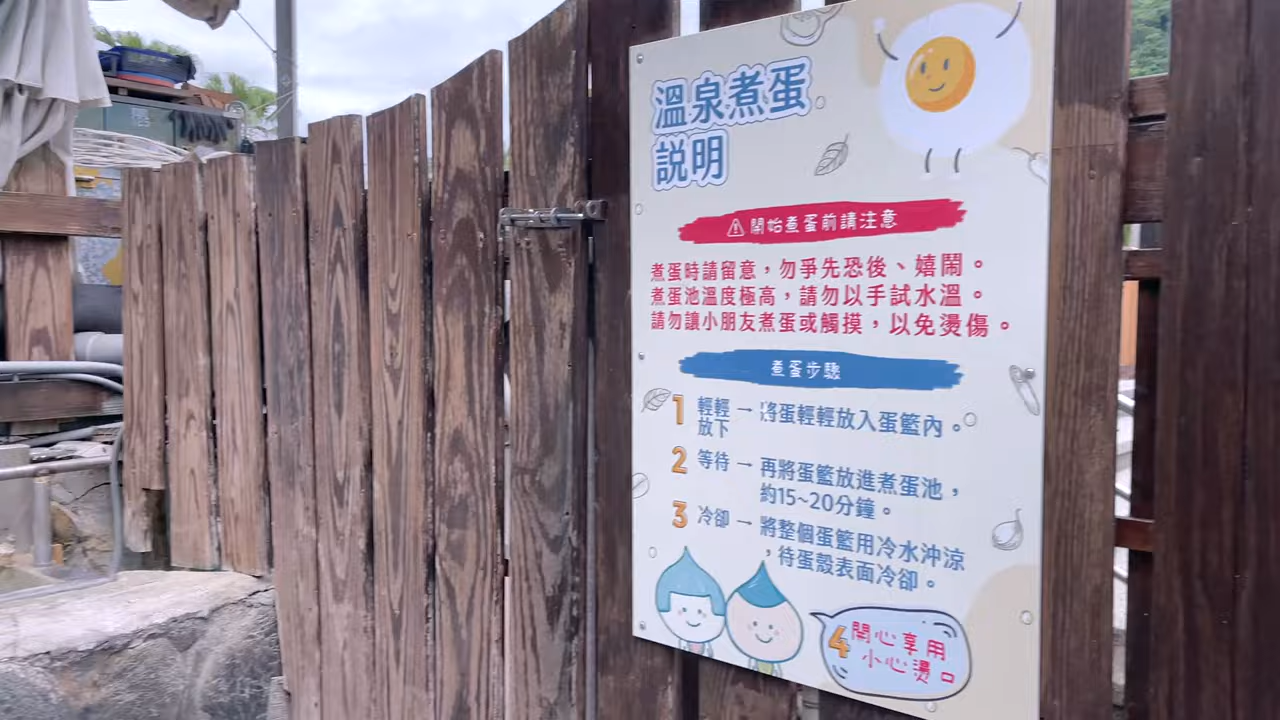 溫泉煮蛋
説明
開始煮蛋前請注意
煮蛋時請留意，勿爭先恐後、嬉鬧。
煮蛋池溫度極高，請勿以手試水溫。
請勿讓小朋友煮蛋或觸摸，以免燙傷。
煮蛋步驟
1 輕輕放下 → 將蛋輕輕放入蛋籃內。
2 等待 → 再將蛋籃放進煮蛋池，
約15~20分鐘。
3 冷卻 → 將整個蛋籃用冷水沖涼
，待蛋殼表面冷卻。
4 開心享用
小心燙口